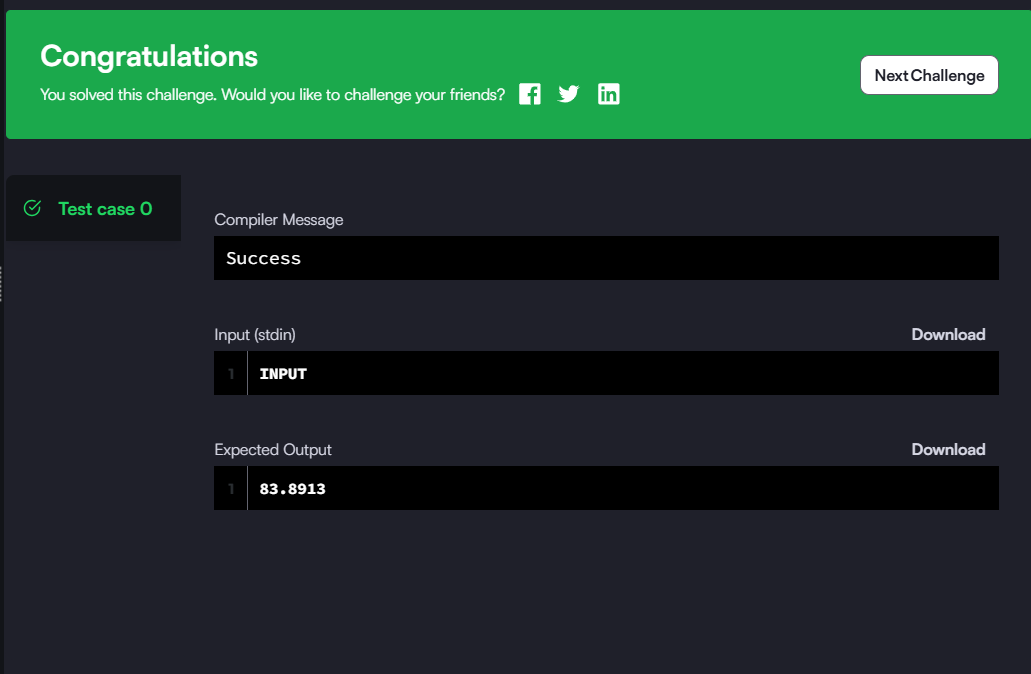 Congratulations
You solved this challenge. Would you like to challenge your friends?
Next Challenge
Test case 0
Compiler Message
Success
Input (stdin)
Download
1 INPUT
Expected Output
Download
1 83.8913